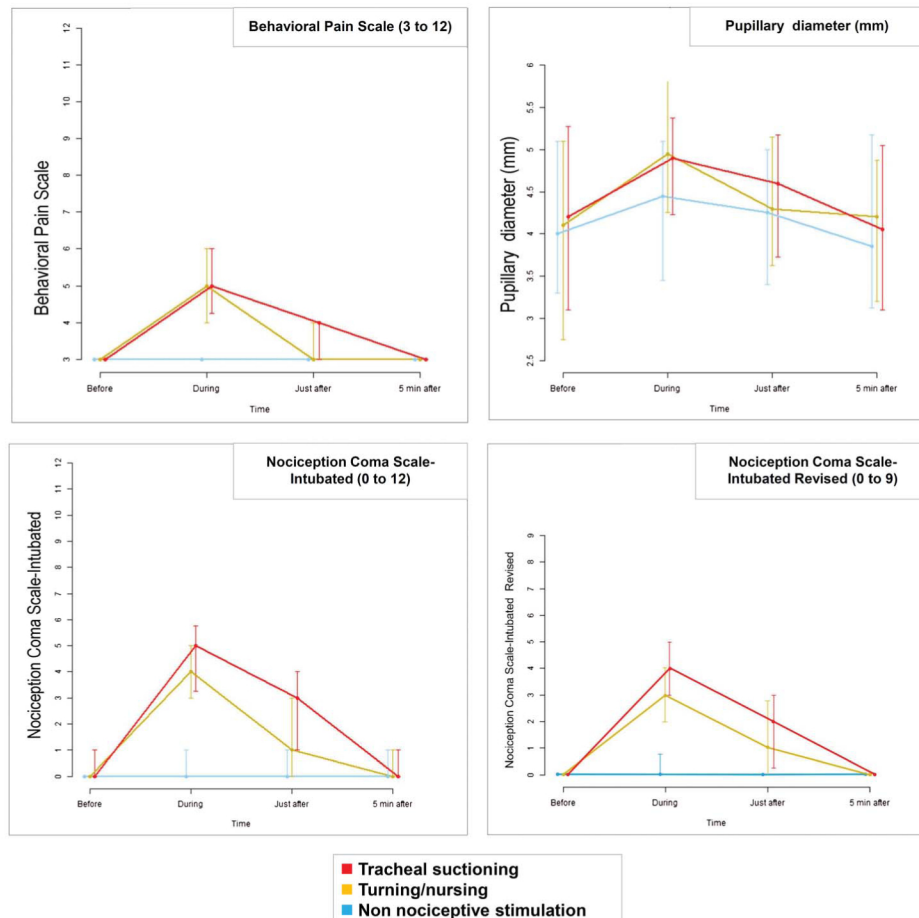 Behavioral Pain Scale (3 to 12)
Behavioral Pain Scale
12
11
10
9
8
7
6
5
4
3
Before During Just after 5 min after
Time
Pupillary diameter (mm)
Pupillary diameter (mm)
6
5.5
5
4.5
4
3.5
3
2.5
Before During Just after 5 min after
Time
Nociception Coma Scale-
Intubated (0 to 12)
Nociception Coma Scale-Intubated
12
11
10
9
8
7
6
5
4
3
2
1
0
Before During Just after 5 min after
Time
Nociception Coma Scale-
Intubated Revised (0 to 9)
Nociception Coma Scale-Intubated Revised
9
8
7
6
5
4
3
2
1
0
Before During Just after 5 min after
Time
Tracheal suctioning
Turning/nursing
Non nociceptive stimulation